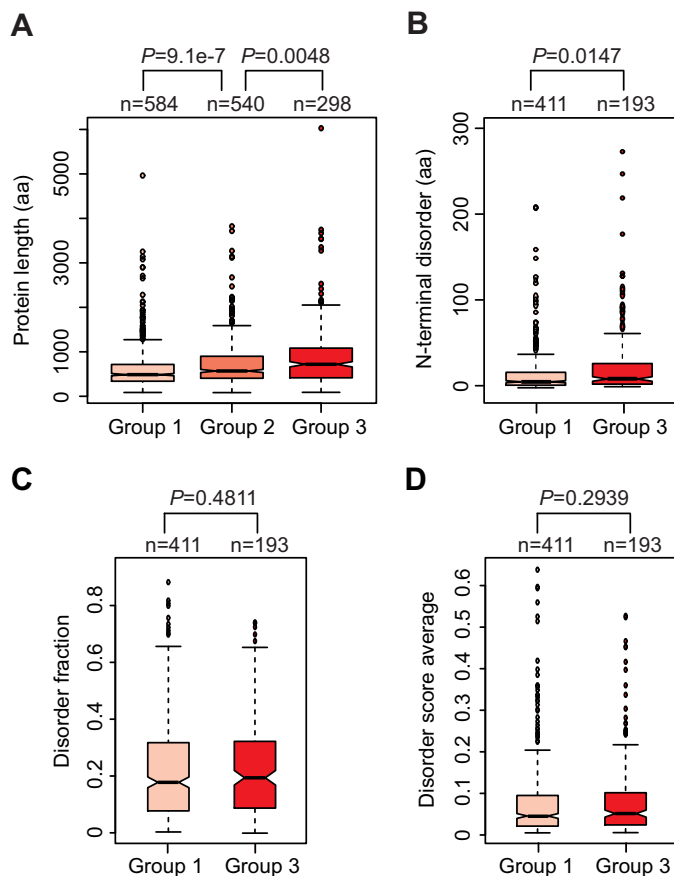 A
P=9.1e-7 P=0.0048
n=584 n=540 n=298
Protein length (aa)
5000
3000
1000
0
Group 1 Group 2 Group 3
B
P=0.0147
n=411 n=193
N-terminal disorder (aa)
300
200
100
0
Group 1 Group 3
C
P=0.4811
n=411 n=193
Disorder fraction
0.8
0.6
0.4
0.2
0
Group 1 Group 3
D
P=0.2939
n=411 n=193
Disorder score average
0.6
0.5
0.4
0.3
0.2
0.1
0
Group 1 Group 3